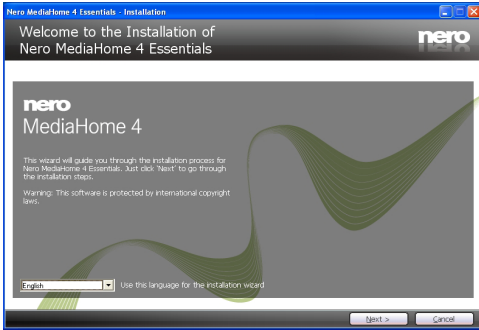 Nero MediaHome 4 Essentials - Installation
Welcome to the Installation of
Nero MediaHome 4 Essentials
nero
nero
MediaHome 4
This wizard will guide you through the installation process for
Nero MediaHome 4 Essentials. Just click 'Next' to go through
the installation steps.
Warning: This software is protected by international copyright
laws.
English Use this language for the installation wizard
Next > Cancel